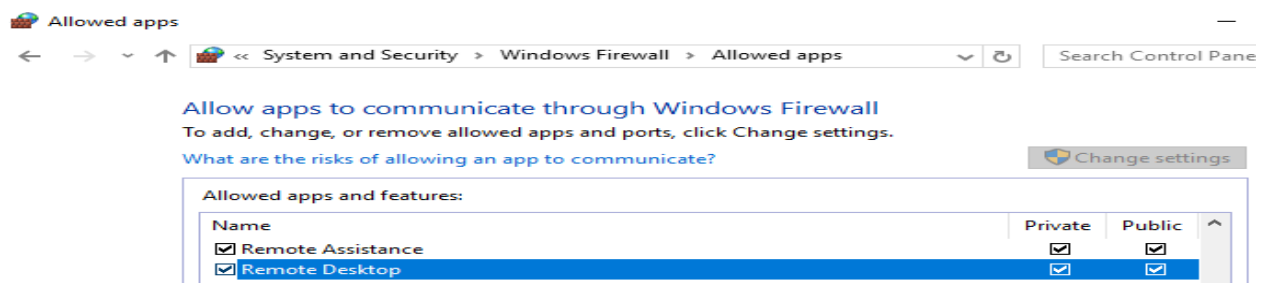 Allowed apps
« System and Security > Windows Firewall > Allowed apps Search Control Pane
Allow apps to communicate through Windows Firewall
To add, change, or remove allowed apps and ports, click Change settings.
What are the risks of allowing an app to communicate? Change settings
Allowed apps and features:
Name Private Public
Remote Assistance
Remote Desktop